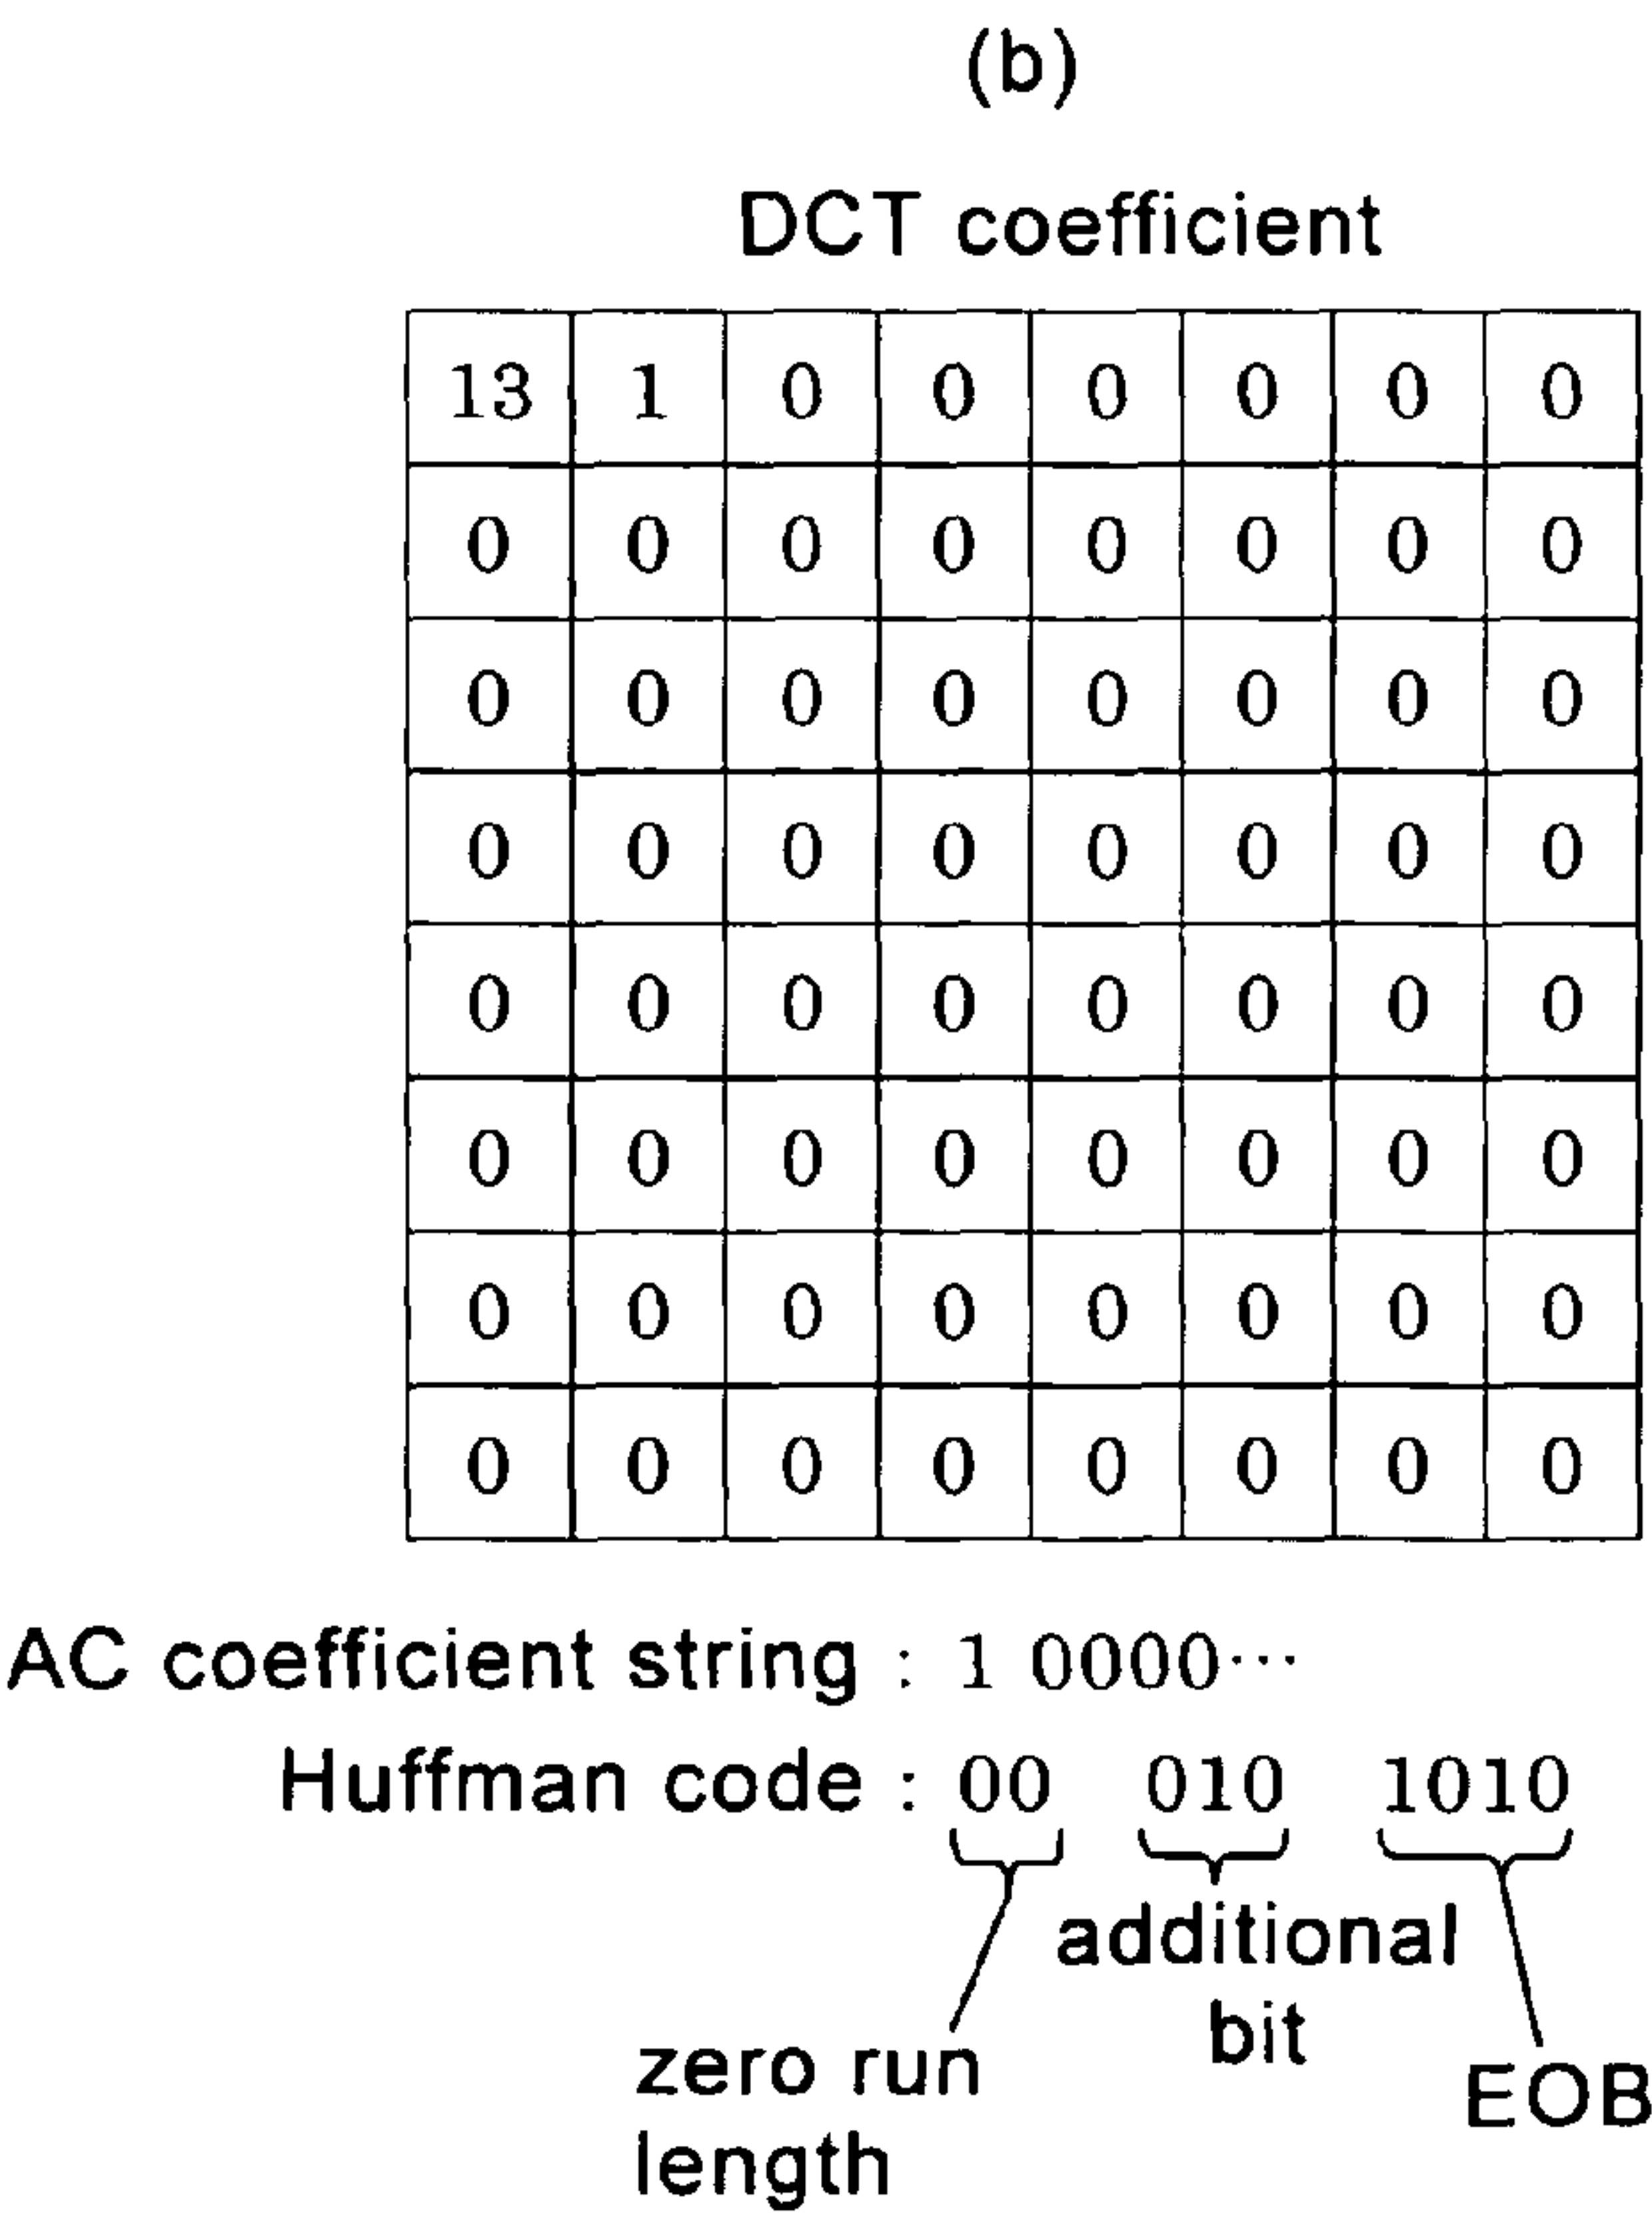 (b)
DCT coefficient
13 1 0 0 0 0 0 0
0 0 0 0 0 0 0 0
0 0 0 0 0 0 0 0
0 0 0 0 0 0 0 0
0 0 0 0 0 0 0 0
0 0 0 0 0 0 0 0
0 0 0 0 0 0 0 0
0 0 0 0 0 0 0 0
AC coefficient string : 1 0000···
Huffman code : 00 010 1010
additional
bit
zero run
length
EOB